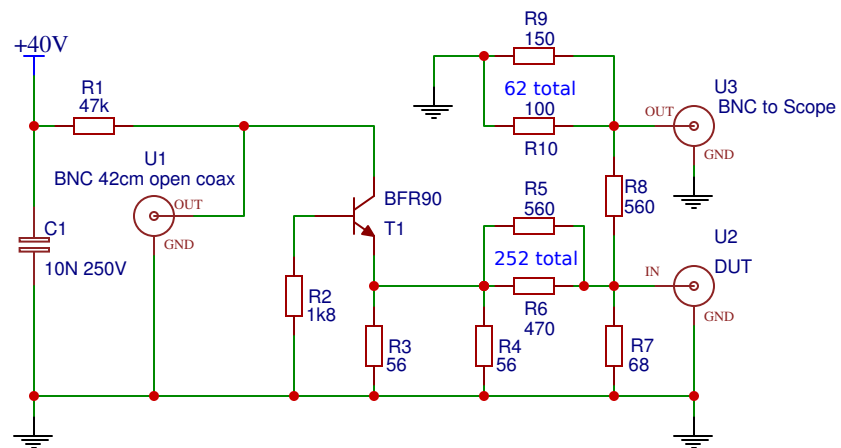 +40V
R1
47k
U1
BNC 42cm open coax
OUT
GND
C1
10N 250V
R2
1k8
BFR90
T1
R3
56
R4
56
R9
150
62 total
100
R10
R5
560
252 total
R6
470
R8
560
R7
68
U3
BNC to Scope
OUT
GND
U2
DUT
IN
GND